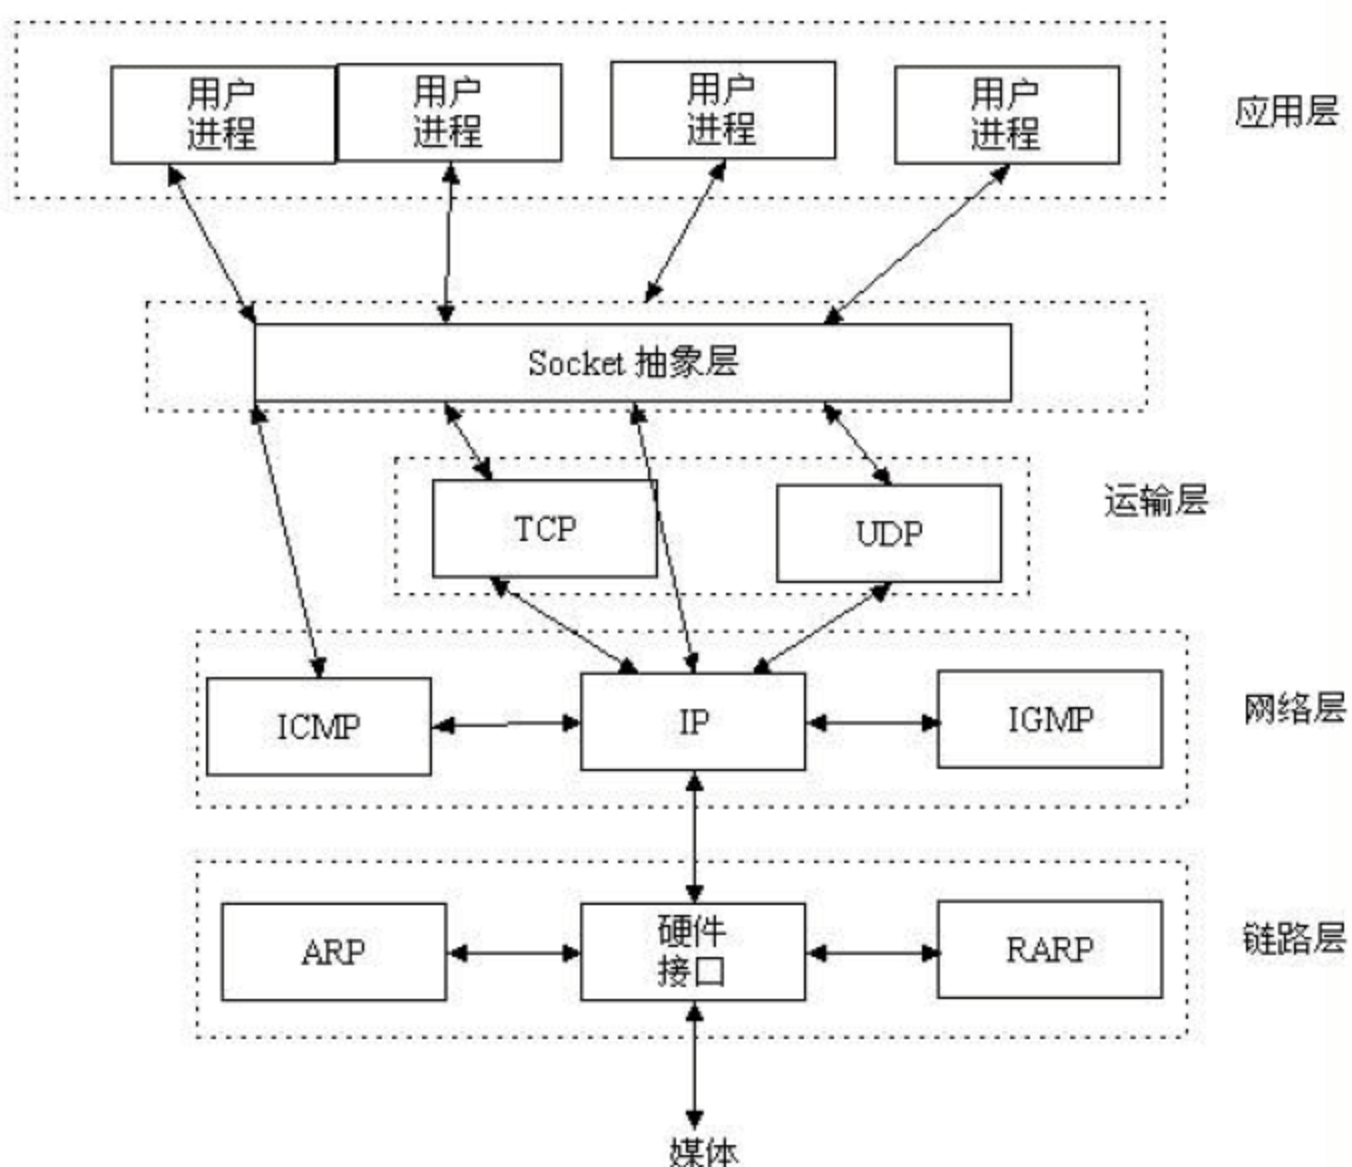 用户
进程
用户
进程
用户
进程
用户
进程
应用层
Socket 抽象层
运输层
TCP
UDP
网络层
ICMP
IP
IGMP
链路层
ARP
硬件
接口
RARP
媒体